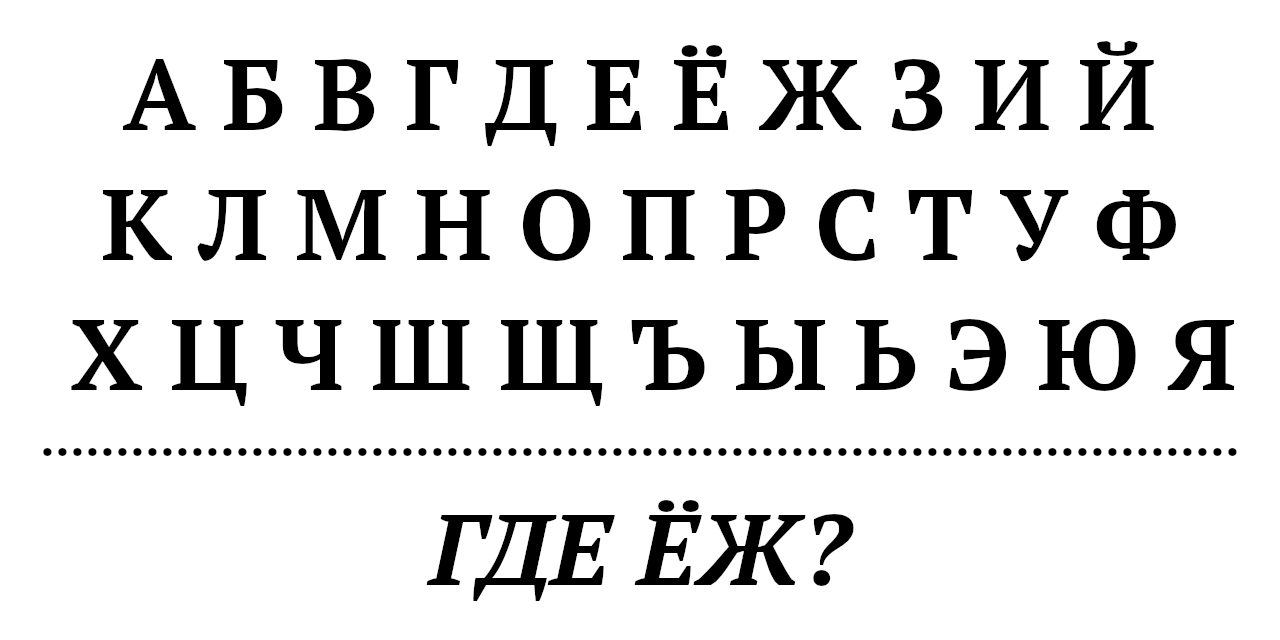 А Б В Г Д Е Ё Ж З И Й
К Л М Н О П Р С Т У Ф
Х Ц Ч Ш Щ Ъ Ы Ь Э Ю Я
ГДЕ ЁЖ?